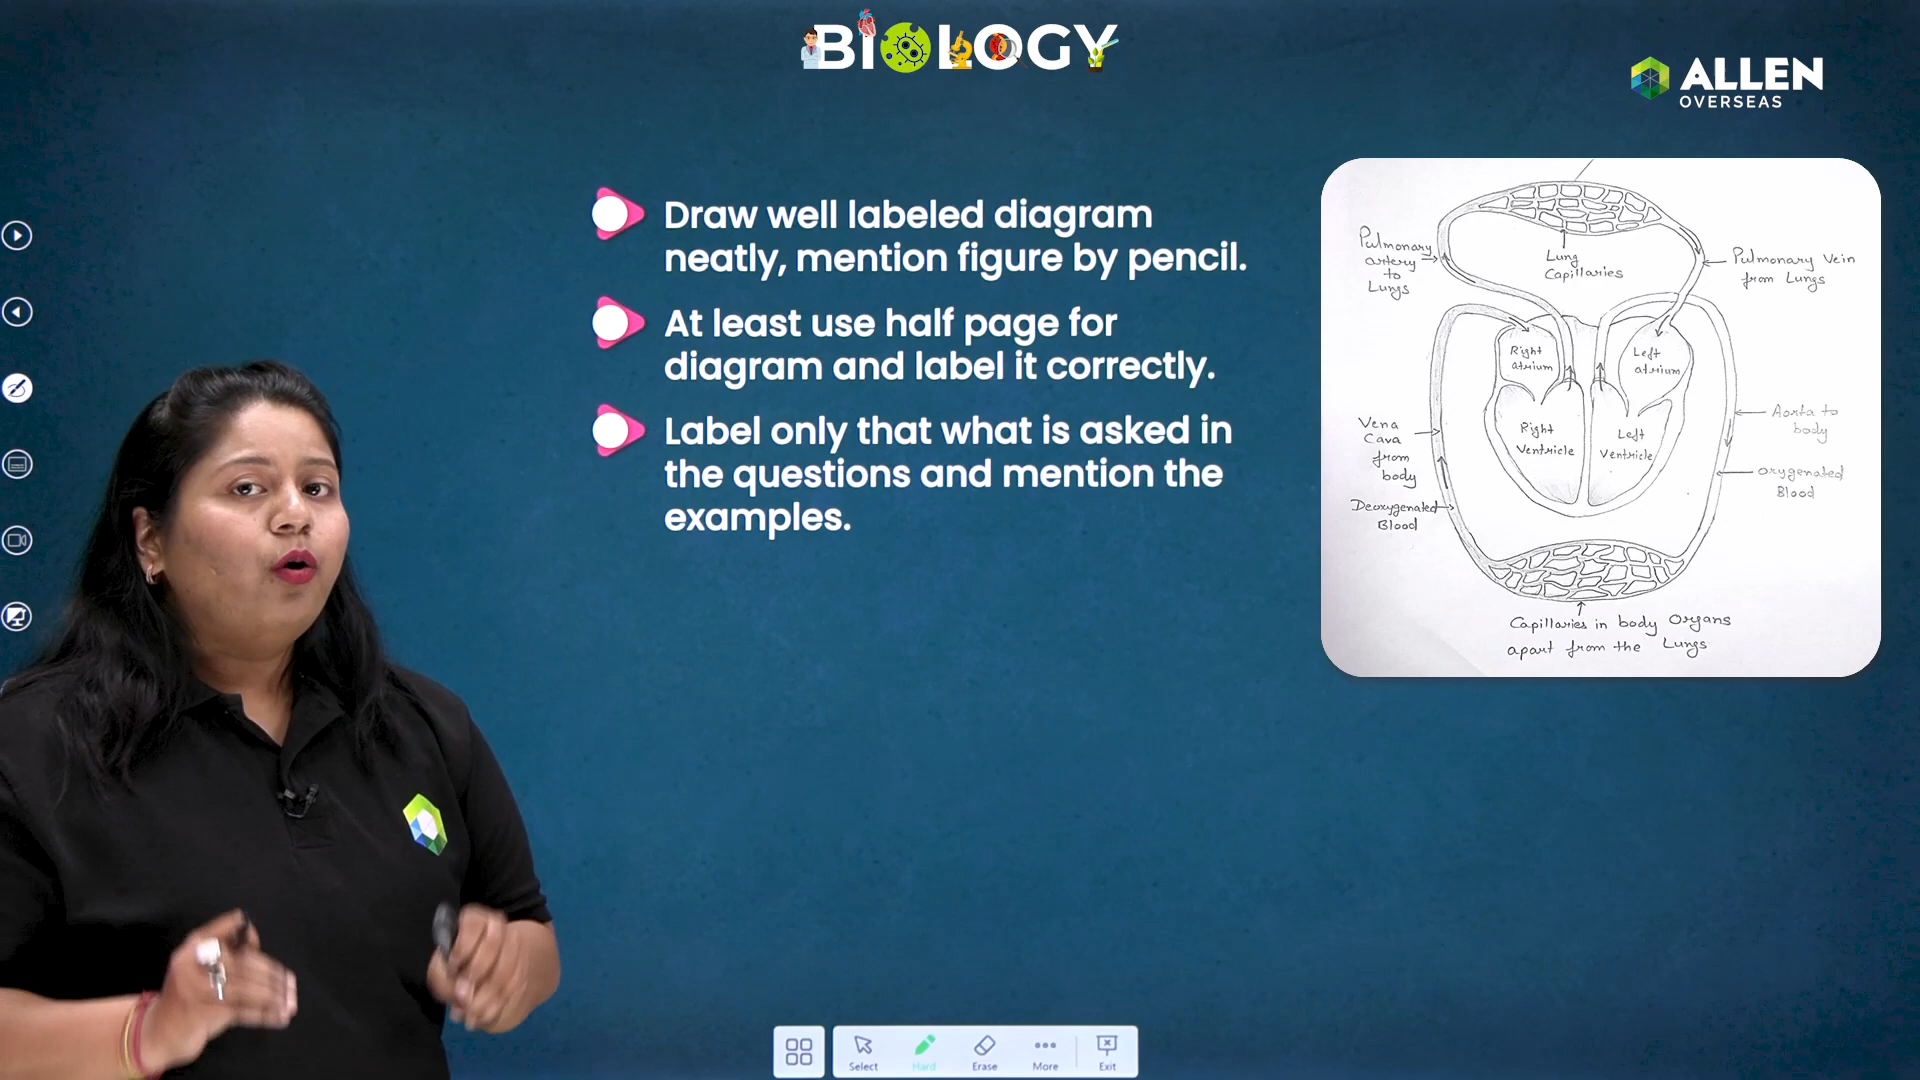 BIOLOGY
ALLEN
OVERSEAS
Draw well labeled diagram
neatly, mention figure by pencil.
At least use half page for
diagram and label it correctly.
Label only that what is asked in
the questions and mention the
examples.
Pulmonary
artery
to
Lungs
Lung
Capillaries
Pulmonary Vein
from Lungs
Right
atrium
Left
atrium
Right
Ventricle
Left
Ventricle
Vena
Cava
from
body
Deoxygenated
Blood
Aorta to
body
Oxygenated
Blood
Capillaries in body Organs
apart from the Lungs
Select
Hard
Erase
More
Exit